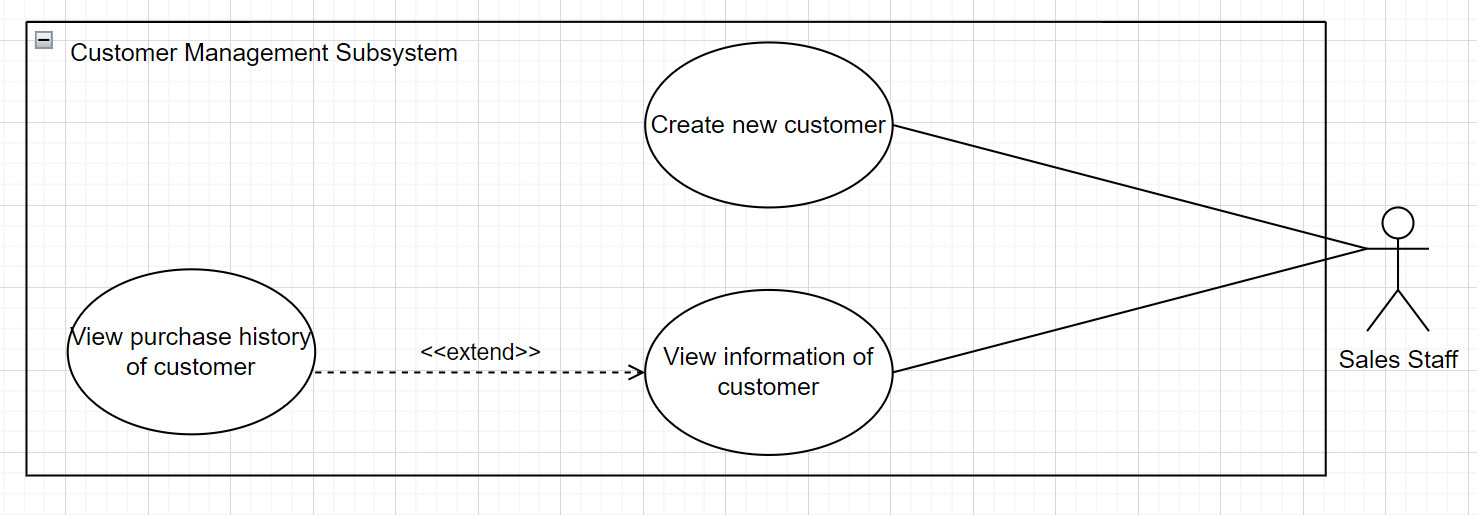 Customer Management Subsystem
Create new customer
View purchase history
of customer
<<extend>>
View information of
customer
Sales Staff